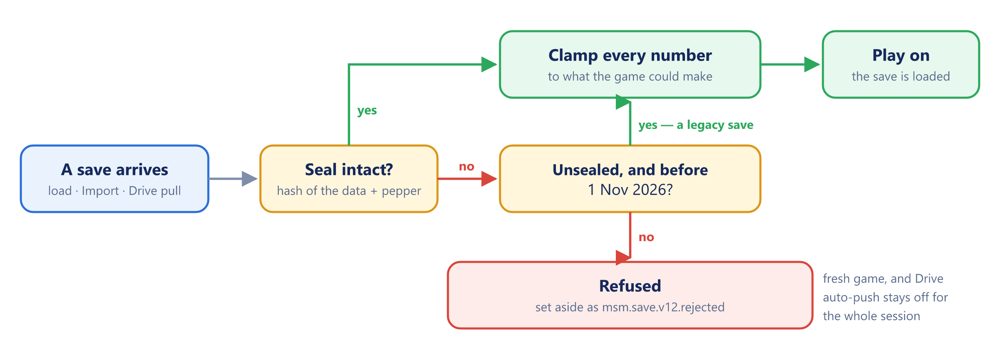 Clamp every number
to what the game could make
Play on
the save is loaded
yes
yes — a legacy save
A save arrives
load · Import · Drive pull
Seal intact?
hash of the data + pepper
no
Unsealed, and before
1 Nov 2026?
no
Refused
set aside as msm.save.v12.rejected
fresh game, and Drive
auto-push stays off for
the whole session